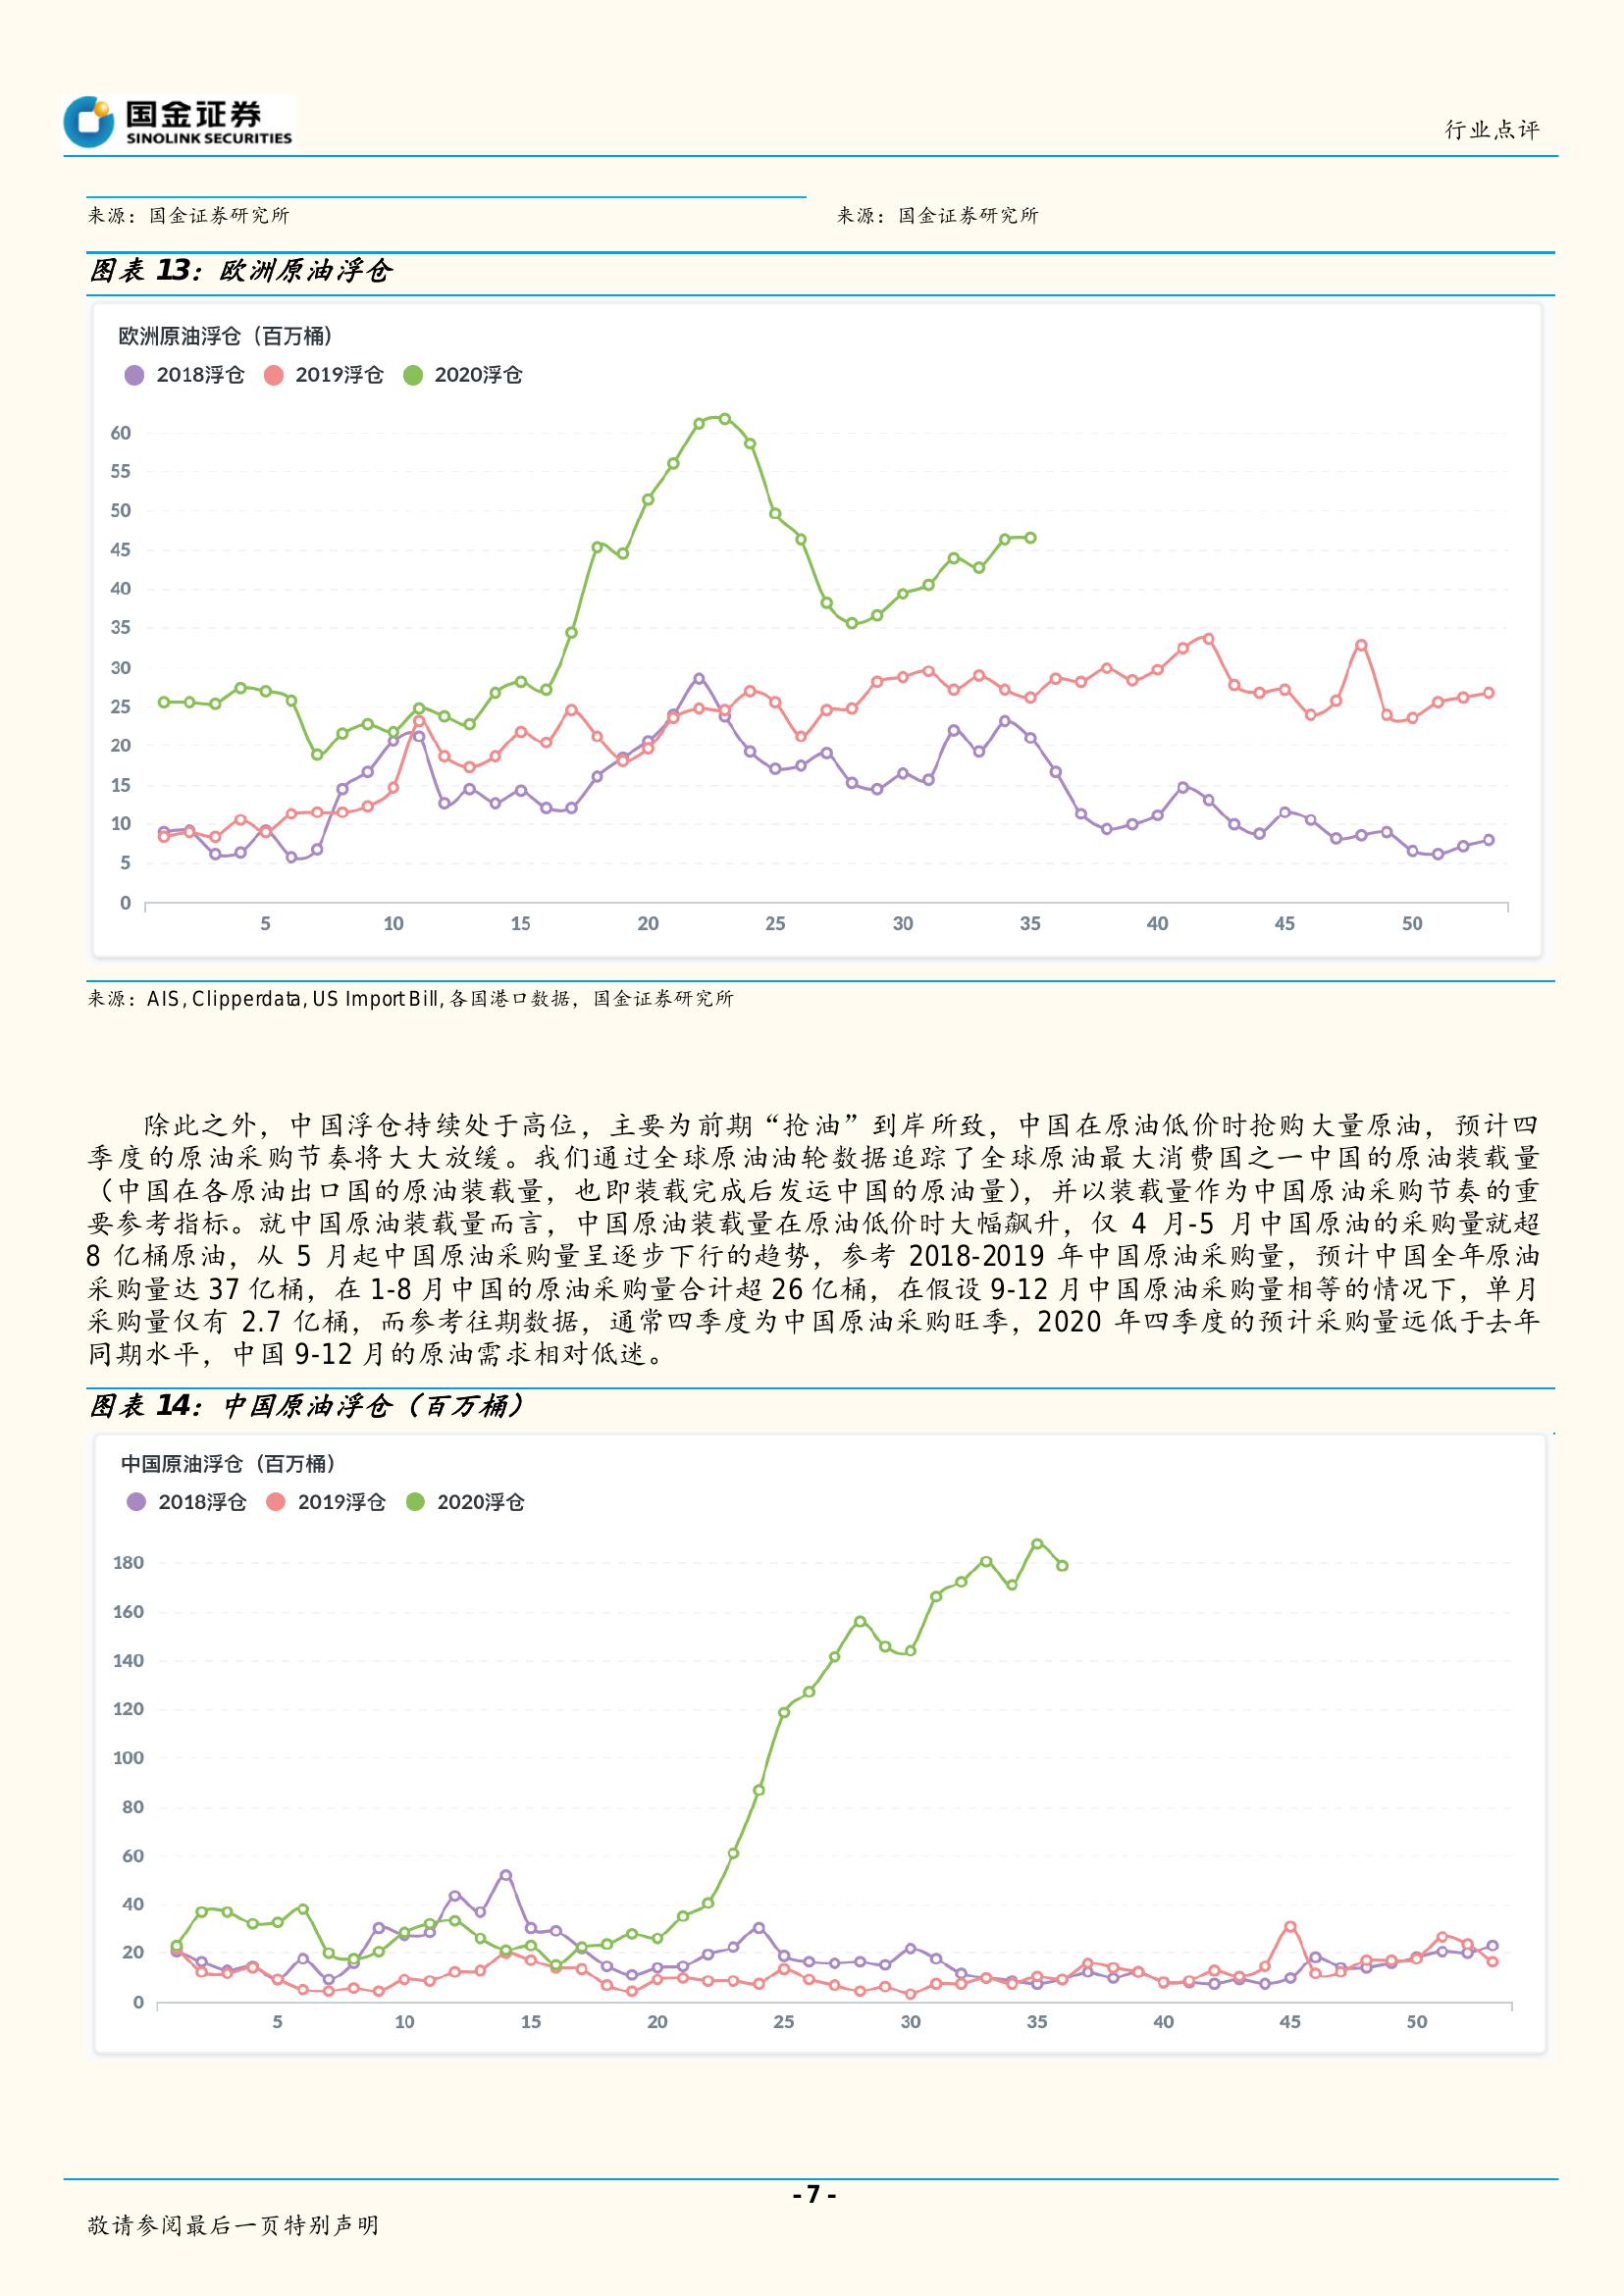 国金证券
SINOLINK SECURITIES
行业点评
来源：国金证券研究所
来源：国金证券研究所
图表 13：欧洲原油浮仓
欧洲原油浮仓（百万桶）
2018浮仓 2019浮仓 2020浮仓
60
55
50
45
40
35
30
25
20
15
10
5
0
5 10 15 20 25 30 35 40 45 50
来源：AIS, Clipperdata, US Import Bill, 各国港口数据，国金证券研究所
除此之外，中国浮仓持续处于高位，主要为前期“抢油”到岸所致，中国在原油低价时抢购大量原油，预计四
季度的原油采购节奏将大大放缓。我们通过全球原油油轮数据追踪了全球原油最大消费国之一中国的原油装载量
（中国在各原油出口国的原油装载量，也即装载完成后发运中国的原油量），并以装载量作为中国原油采购节奏的重
要参考指标。就中国原油装载量而言，中国原油装载量在原油低价时大幅飙升，仅 4 月-5 月中国原油的采购量就超
8 亿桶原油，从 5 月起中国原油采购量呈逐步下行的趋势，参考 2018-2019 年中国原油采购量，预计中国全年原油
采购量达 37 亿桶，在 1-8 月中国的原油采购量合计超 26 亿桶，在假设 9-12 月中国原油采购量相等的情况下，单月
采购量仅有 2.7 亿桶，而参考往期数据，通常四季度为中国原油采购旺季，2020 年四季度的预计采购量远低于去年
同期水平，中国 9-12 月的原油需求相对低迷。
图表 14：中国原油浮仓（百万桶）
中国原油浮仓（百万桶）
2018浮仓 2019浮仓 2020浮仓
180
160
140
120
100
80
60
40
20
0
5 10 15 20 25 30 35 40 45 50
- 7 -
敬请参阅最后一页特别声明